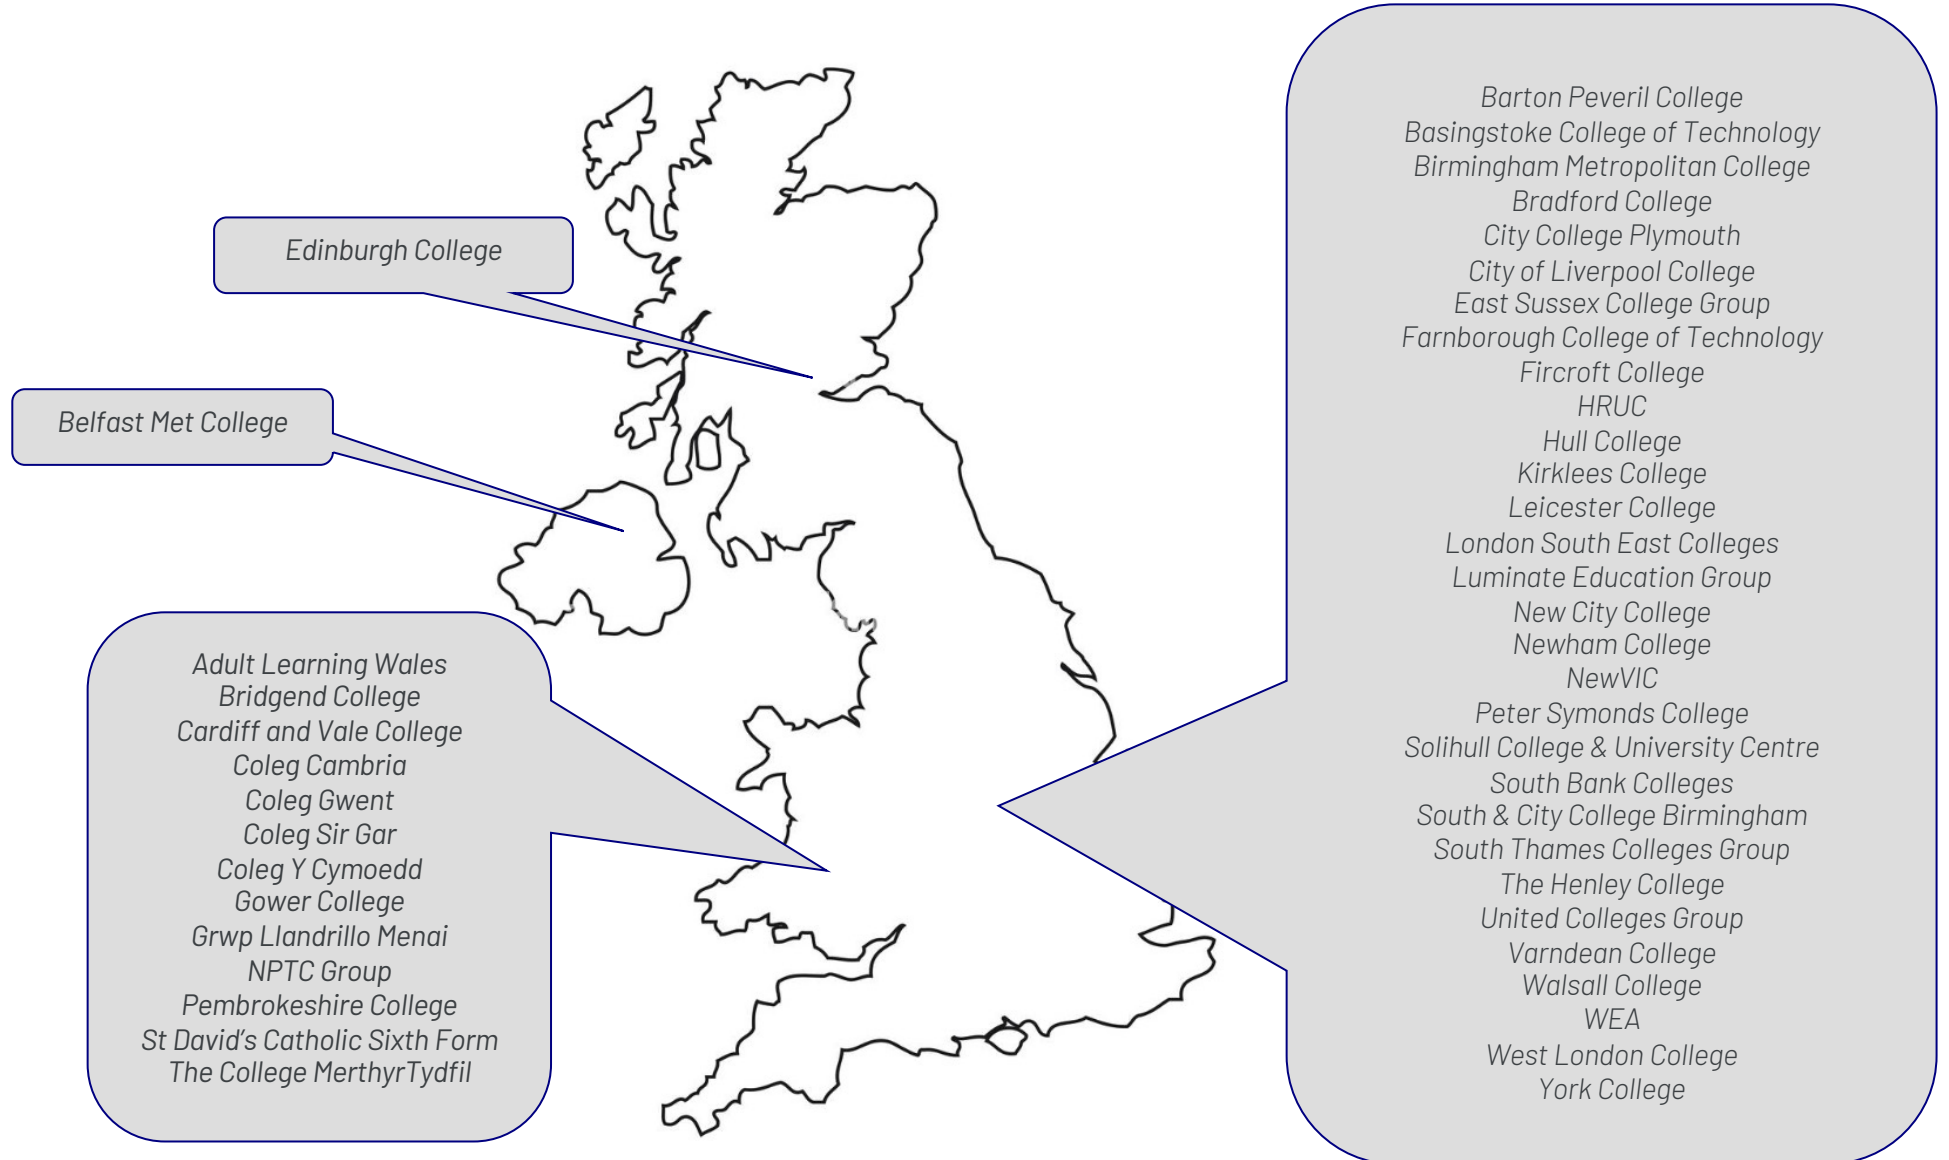 Edinburgh College
Belfast Met College
Adult Learning Wales
Bridgend College
Cardiff and Vale College
Coleg Cambria
Coleg Gwent
Coleg Sir Gar
Coleg Y Cymoedd
Gower College
Grwp Llandrillo Menai
NPTC Group
Pembrokeshire College
St David’s Catholic Sixth Form
The College MerthyrTydfil
Barton Peveril College
Basingstoke College of Technology
Birmingham Metropolitan College
Bradford College
City College Plymouth
City of Liverpool College
East Sussex College Group
Farnborough College of Technology
Fircroft College
HRUC
Hull College
Kirklees College
Leicester College
London South East Colleges
Luminate Education Group
New City College
Newham College
NewVIC
Peter Symonds College
Solihull College & University Centre
South Bank Colleges
South & City College Birmingham
South Thames Colleges Group
The Henley College
United Colleges Group
Varndean College
Walsall College
WEA
West London College
York College